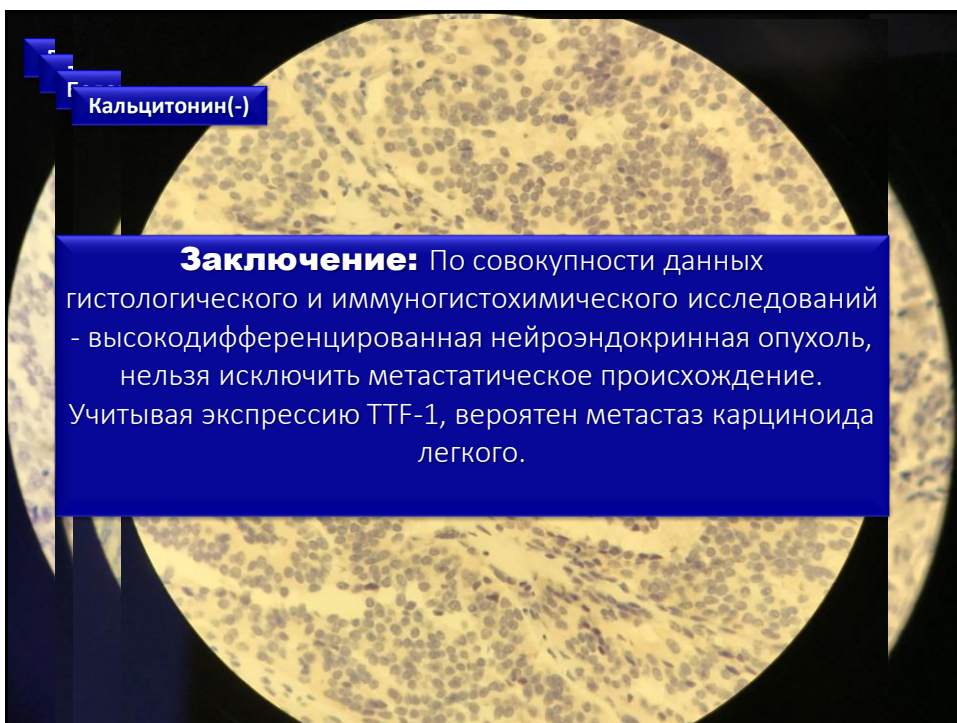 Кальцитонин(-)
Заключение: По совокупности данных
гистологического и иммуногистохимического исследований
- высокодифференцированная нейроэндокринная опухоль,
нельзя исключить метастатическое происхождение.
Учитывая экспрессию TTF-1, вероятен метастаз карциноида
легкого.